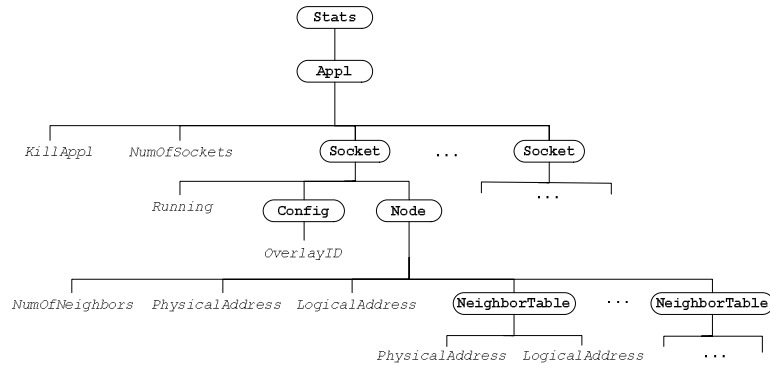 Stats
Appl
KillAppl NumOfSockets Socket ... Socket
Running Config Node ...
OverlayID
NumOfNeighbors PhysicalAddress LogicalAddress NeighborTable ... NeighborTable
PhysicalAddress LogicalAddress ...